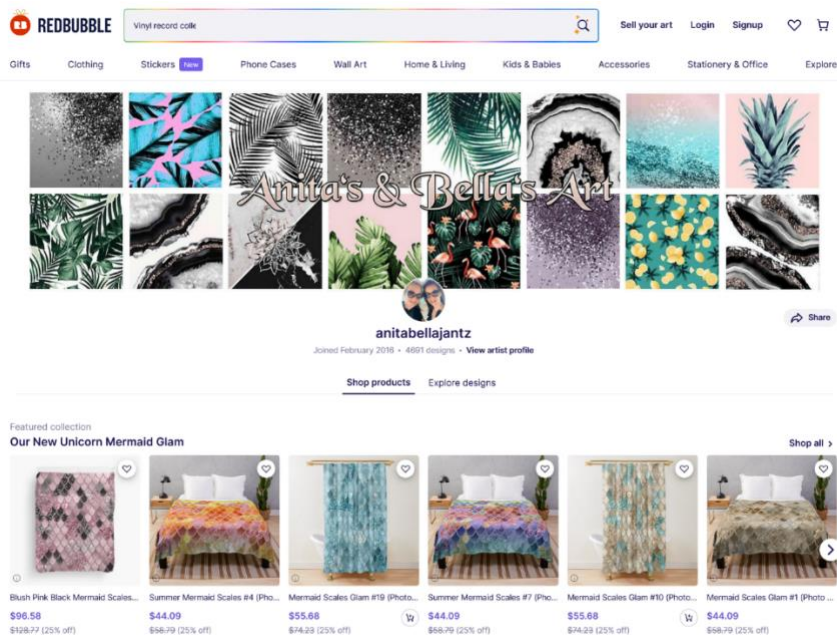 RB REDBUBBLE
Vinyl record colle
Sell your art Login Signup
Gifts Clothing Stickers New Phone Cases Wall Art Home & Living Kids & Babies Accessories Stationery & Office Explore
Anita's & Bella's Art
Share
anitabellajantz
Joined February 2016 • 4691 designs • View artist profile
Shop products Explore designs
Featured collection
Our New Unicorn Mermaid Glam
Shop all
Blush Pink Black Mermaid Scales... Summer Mermaid Scales #4 (Pho... Mermaid Scales Glam #19 (Photo... Summer Mermaid Scales #7 (Pho... Mermaid Scales Glam #10 (Photo... Mermaid Scales Glam #1 (Photo ...
$96.58 $44.09 $55.68 $44.09 $55.68 $44.09
$128.77 (25% off) $58.79 (25% off) $74.23 (25% off) $58.79 (25% off) $74.23 (25% off) $58.79 (25% off)